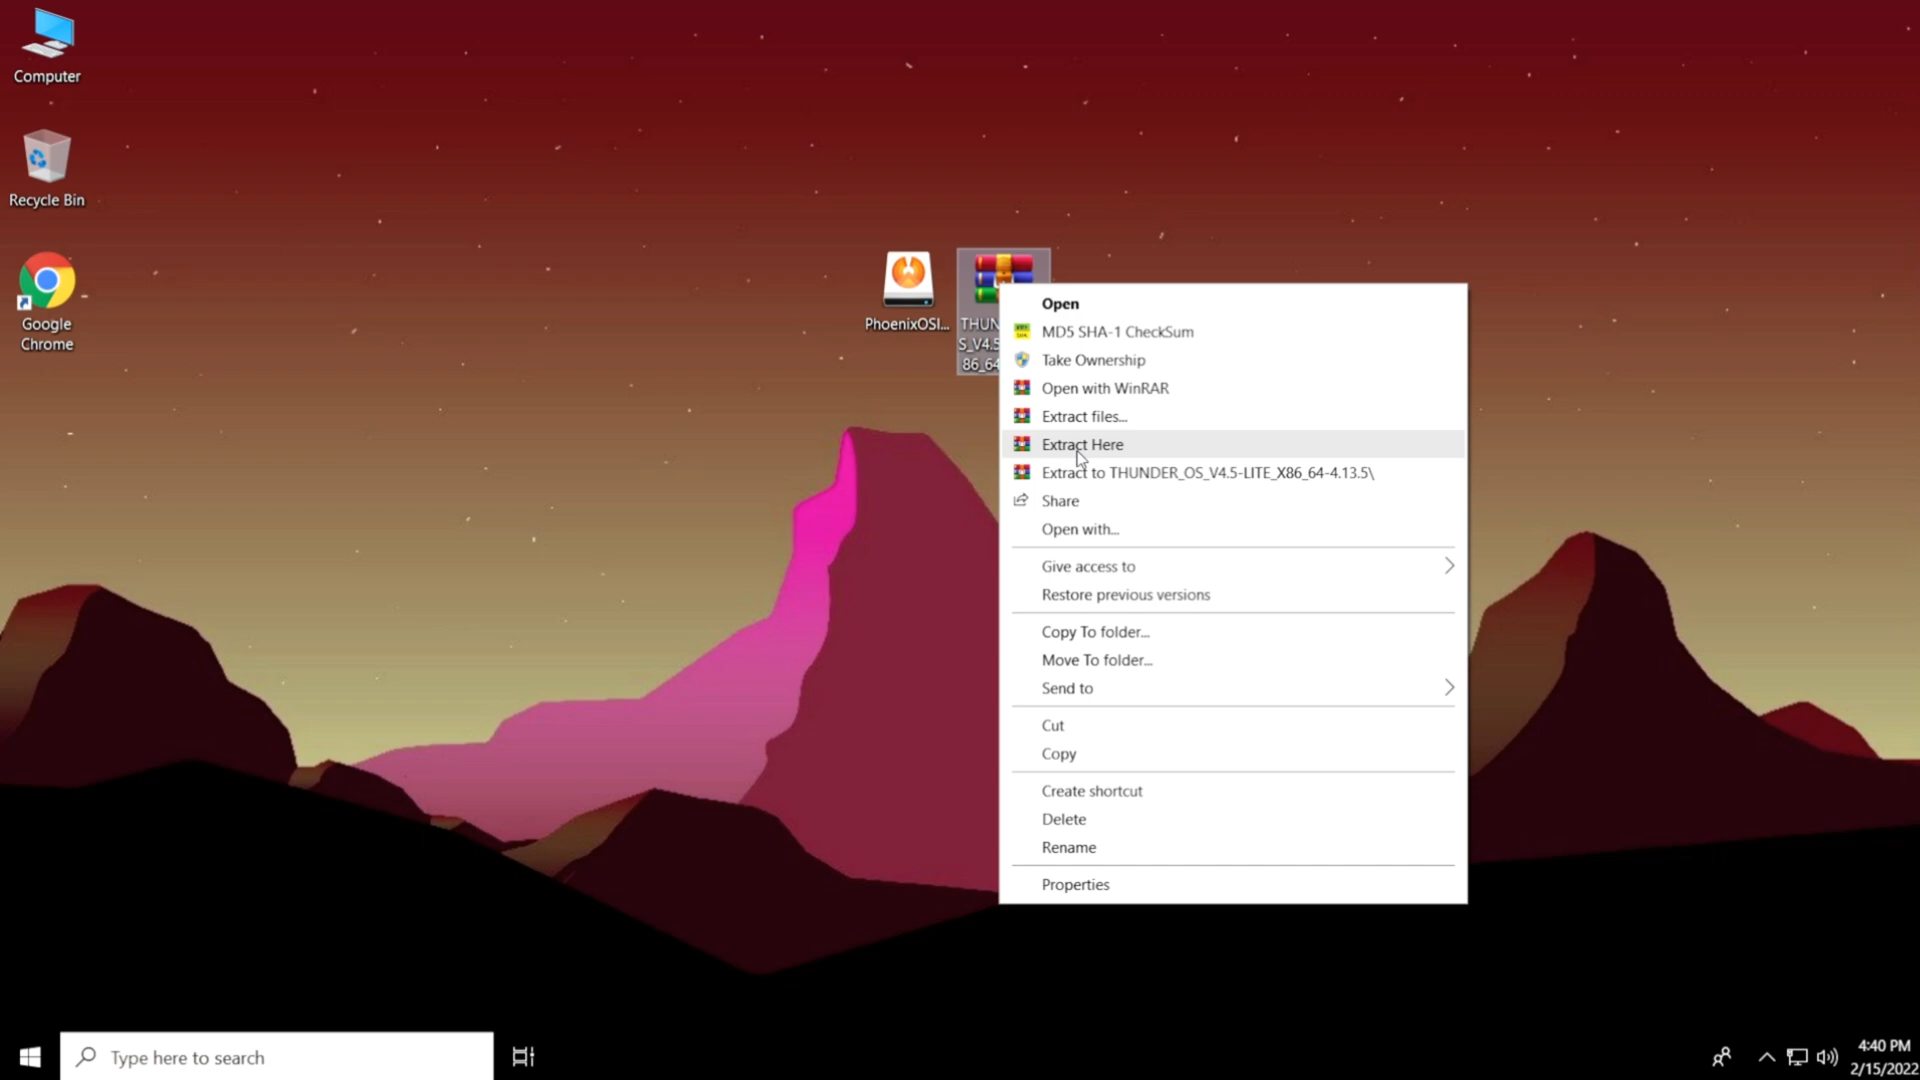 Computer
Recycle Bin
Google
Chrome
PhoenixOSI...
THUN
S_V4.5
86_64
Open
MD5 SHA-1 CheckSum
Take Ownership
Open with WinRAR
Extract files...
Extract Here
Extract to THUNDER_OS_V4.5-LITE_X86_64-4.13.5\
Share
Open with...
Give access to
Restore previous versions
Copy To folder...
Move To folder...
Send to
Cut
Copy
Create shortcut
Delete
Rename
Properties
Type here to search
4:40 PM
2/15/2022